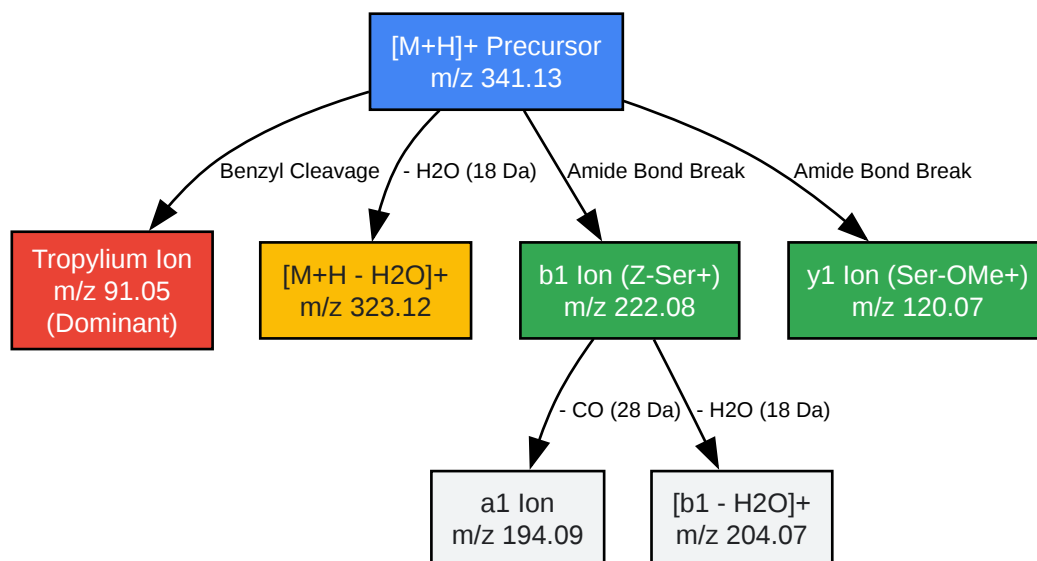 [M+H]+ Precursor
m/z 341.13
Benzyl Cleavage
- H2O (18 Da)
Amide Bond Break
Amide Bond Break
Tropylium Ion
m/z 91.05
(Dominant)
[M+H - H2O]+
m/z 323.12
b1 Ion (Z-Ser+)
m/z 222.08
y1 Ion (Ser-OMe+)
m/z 120.07
- CO (28 Da)
- H2O (18 Da)
a1 Ion
m/z 194.09
[b1 - H2O]+
m/z 204.07